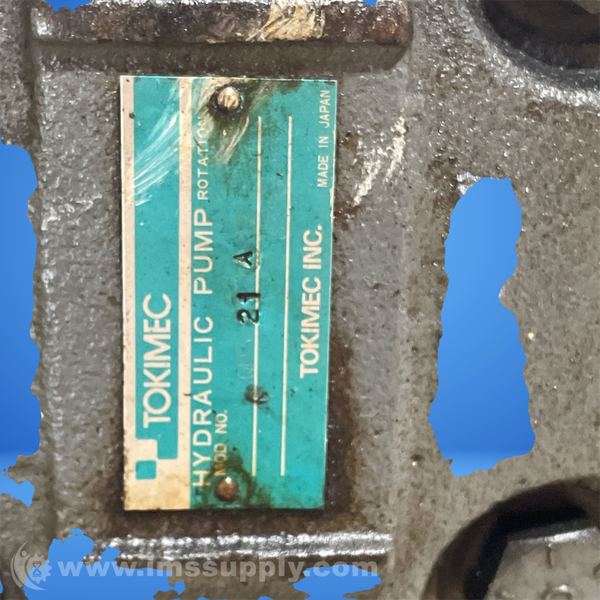 TOKIMEC
HYDRAULIC PUMP
MOD NO. ROTATION
21 A
TOKIMEC INC.
MADE IN JAPAN
www.imssupply.com